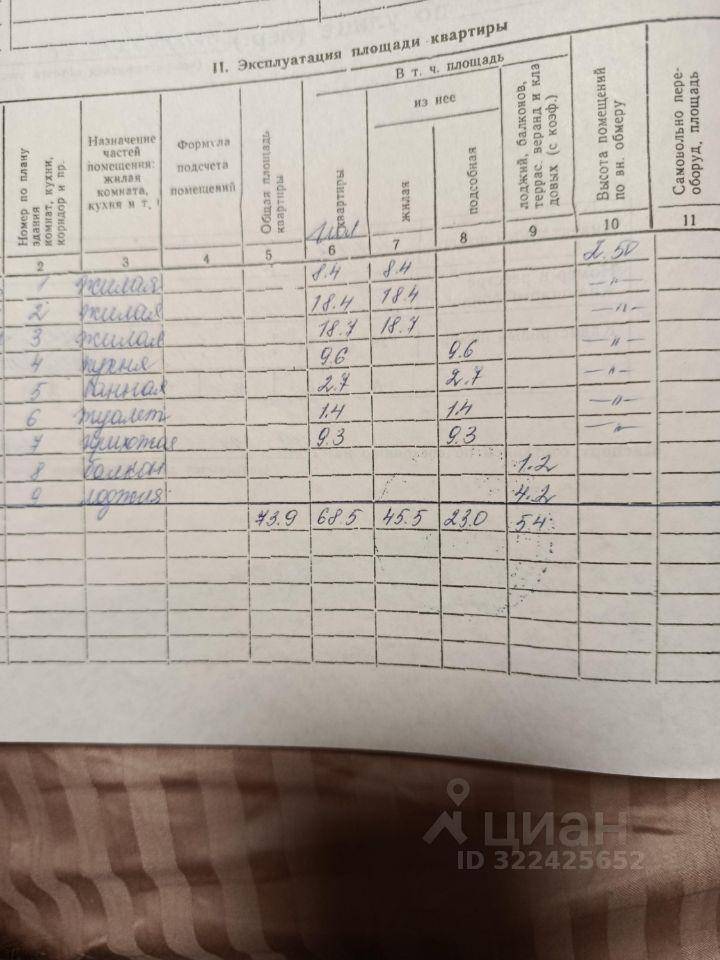 II. Эксплуатация площади квартиры
Номер по плану здания комнат, кухни, коридор и пр.
Назначение частей помещения: жилая комната, кухня и т.
Формула подсчета помещений
Общая площадь квартиры
В т. ч. площадь
квартиры
из нее
жилая
подсобная
лоджий, балконов, террас, веранд и кла довых (с коэф.)
Высота помещений по вн. обмеру
Самовольно пере- оборуд. площадь
2 3 4 5 6 7 8 9 10 11
1 жилая 8.4 8.4 2.50
2 жилая 18.4 18.4 —"—
3 жилая 18.7 18.7 —"—
4 кухня 9.6 9.6 —"—
5 ванная 2.7 2.7 —"—
6 туалет 1.4 1.4 —"—
7 9.3 9.3 —"—
8 балкон 1.2
9 лоджия 4.2
73.9 68.5 45.5 23.0 5.4
циан
ID 322425652